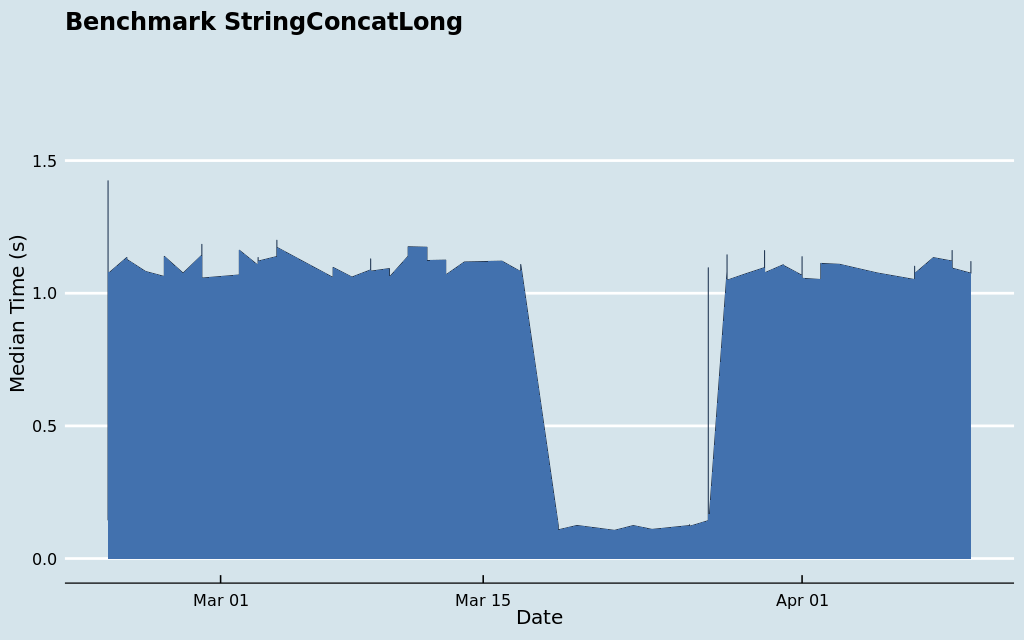 Benchmark StringConcatLong
1.5
1.0
0.5
0.0
Median Time (s)
Mar 01
Mar 15
Apr 01
Date